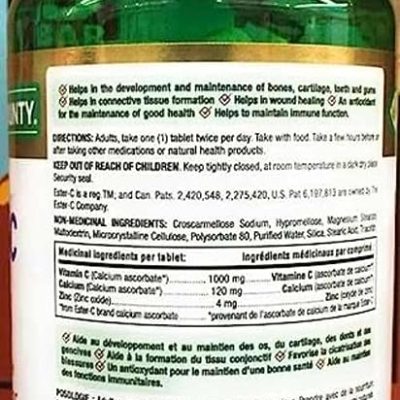 UNTY.
Helps in the development and maintenance of bones, cartilage, teeth and gums
Helps in connective tissue formation Helps in wound healing An antioxidant
for the maintenance of good health Helps to maintain immune function.
DIRECTIONS: Adults, take one (1) tablet twice per day. Take with food. Take a few hours before or
after taking other medications or natural health products.
KEEP OUT OF REACH OF CHILDREN. Keep tightly closed, at room temperature in a dark dry place
Security seal.
Ester-C is a reg TM; and Can. Pats. 2,420,548, 2,275,420, U.S. Pat 6,197,813 are owned by The
Ester-C Company.
NON-MEDICINAL INGREDIENTS: Croscarmellose Sodium, Hypromellose, Magnesium
Maltodextrin, Microcrystalline Cellulose, Polysorbate 80, Purified Water, Silica, Stearic Acid,
Medicinal ingredients per tablet: Ingrédients médicinaux par comprimé
Vitamin C (Calcium ascorbate*) 1000 mg Vitamine C (ascorbate de calcium*)
Calcium (Calcium ascorbate*) 120 mg Calcium (ascorbate de calcium*)
Zinc (Zinc oxide) 4 mg Zinc (oxyde de zinc)
*from Ester-C brand calcium ascorbate *provenant de l'ascorbate de calcium de la marque Ester-C
Aide au développement et au maintien des os, du cartilage, des dents et des
gencives Aide à la formation du tissu conjonctif Favorise la cicatrisation des
blessures Un antioxydant pour le maintien d'une bonne santé Aide au maintien
des fonctions immunitaires.
POSOLOGIE